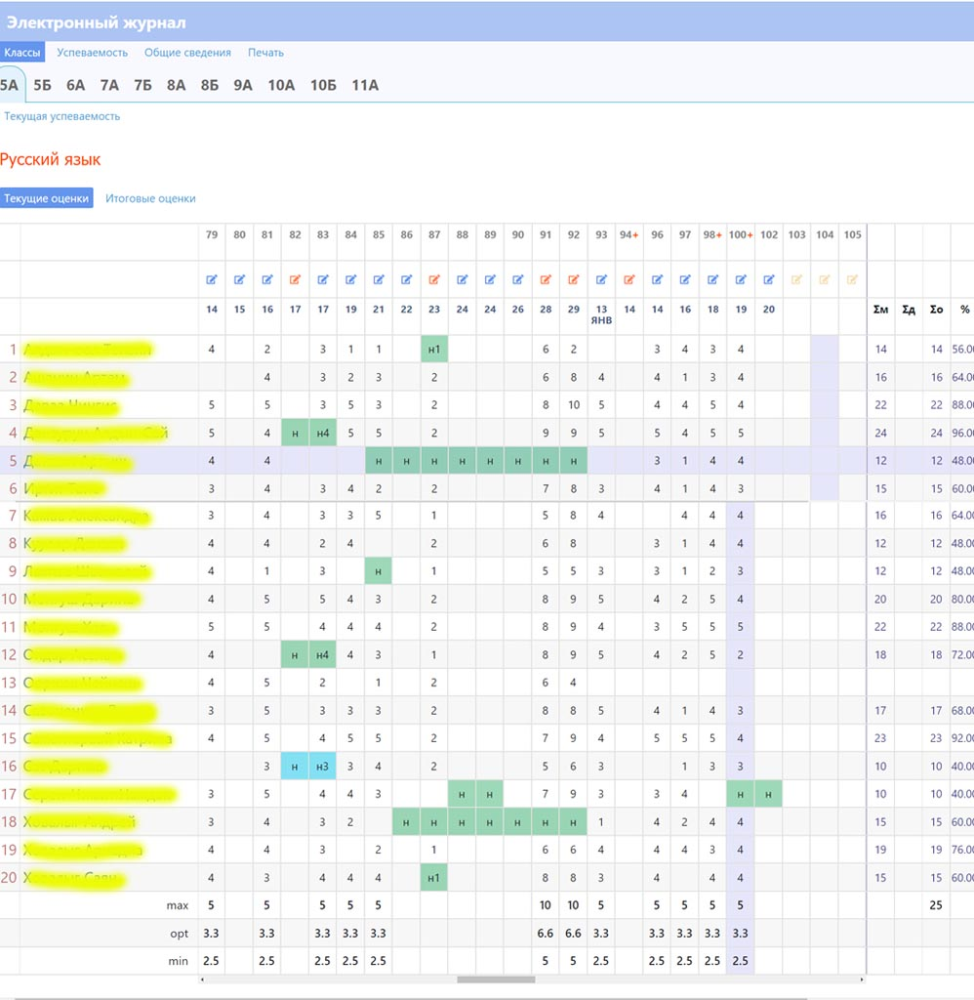 Электронный журнал
Классы Успеваемость Общие сведения Печать
5А 5Б 6А 7А 7Б 8А 8Б 9А 10А 10Б 11А
Текущая успеваемость
Русский язык
Текущие оценки Итоговые оценки
79 80 81 82 83 84 85 86 87 88 89 90 91 92 93 94+ 96 97 98+ 100+ 102 103 104 105
14 15 16 17 17 18 21 22 23 24 24 26 28 29 13 14 14 16 18 19 20 Σм Σд Σо %
ЯНВ
1 4 2 3 1 1 н1 6 2 3 4 3 4 14 14 56.00
2 4 3 2 3 2 6 8 4 4 1 3 4 16 16 64.00
3 5 5 3 5 3 2 8 10 5 4 4 5 4 22 22 88.00
4 5 4 н н4 5 5 2 9 9 5 5 4 5 5 24 24 96.00
5 4 4 н н н н н н н н 3 1 4 4 12 12 48.00
6 3 4 3 4 2 2 7 8 3 4 1 4 3 15 15 60.00
7 3 4 3 3 5 1 5 8 4 4 4 4 16 16 64.00
8 4 4 2 4 2 6 8 3 1 4 4 12 12 48.00
9 4 1 3 н 1 5 5 3 3 1 2 3 12 12 48.00
10 4 5 5 4 3 2 8 9 5 4 2 5 4 20 20 80.00
11 5 5 4 4 4 2 8 9 4 3 5 5 5 22 22 88.00
12 4 н н4 4 3 1 8 9 5 4 2 5 2 18 18 72.00
13 4 5 2 1 2 6 4
14 3 5 3 3 3 2 8 8 5 4 1 4 3 17 17 68.00
15 4 5 4 5 5 2 7 9 4 5 5 5 4 23 23 92.00
16 3 н н3 3 4 2 5 6 3 1 3 3 10 10 40.00
17 3 5 4 4 3 н н 7 9 3 3 4 н н 10 10 40.00
18 3 4 3 2 н н н н н н н 1 4 2 4 4 15 15 60.00
19 4 4 3 2 1 6 6 4 4 4 3 4 19 19 76.00
20 4 3 4 4 4 н1 8 8 3 3 4 4 15 15 60.00
max 5 5 5 5 5 10 10 5 5 5 5 5 25
opt 3.3 3.3 3.3 3.3 3.3 6.6 6.6 3.3 3.3 3.3 3.3 3.3
min 2.5 2.5 2.5 2.5 2.5 5 5 2.5 2.5 2.5 2.5 2.5